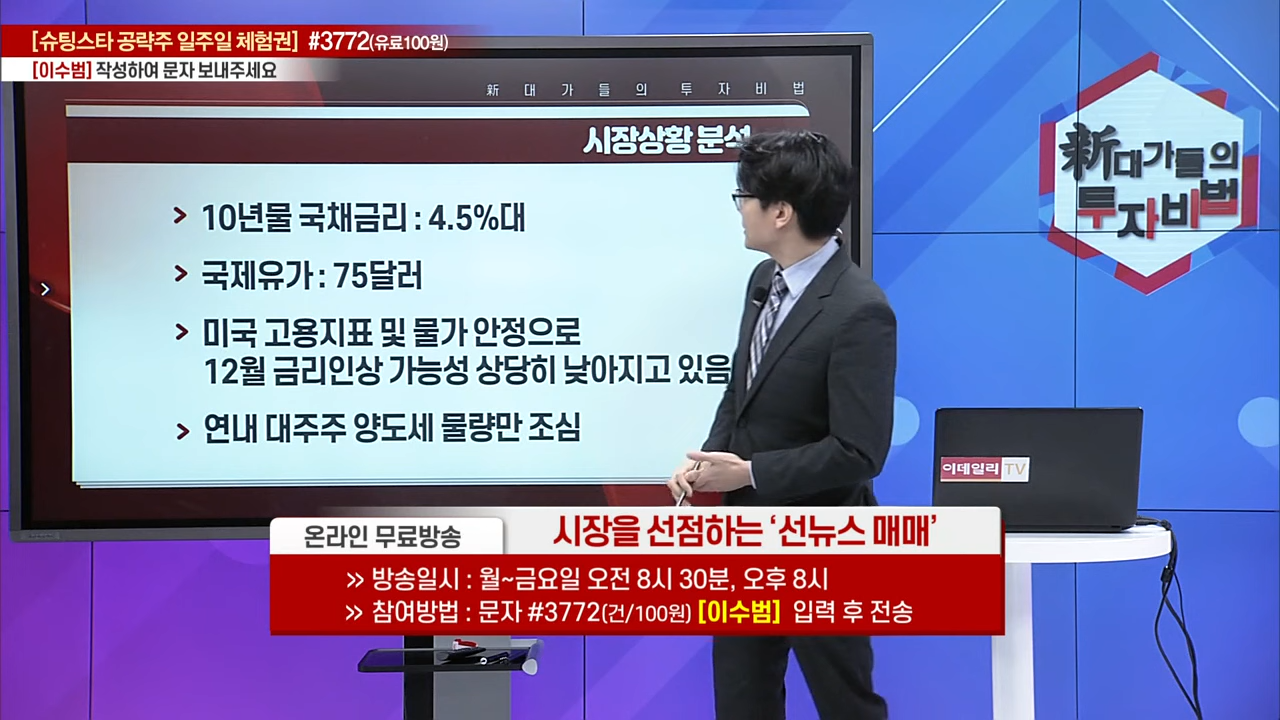 [슈팅스타 공략주 일주일 체험권] #3772(유료100원)
[이수범] 작성하여 문자 보내주세요
新 대가들의 투자비법
시장상황 분석
> 10년물 국채금리 : 4.5%대
> 국제유가 : 75달러
> 미국 고용지표 및 물가 안정으로
12월 금리인상 가능성 상당히 낮아지고 있음
> 연내 대주주 양도세 물량만 조심
新대가들의
투자비법
이데일리 TV
온라인 무료방송
시장을 선점하는 ‘선뉴스 매매’
>> 방송일시 : 월~금요일 오전 8시 30분, 오후 8시
>> 참여방법 : 문자 #3772(건/100원) [이수범] 입력 후 전송